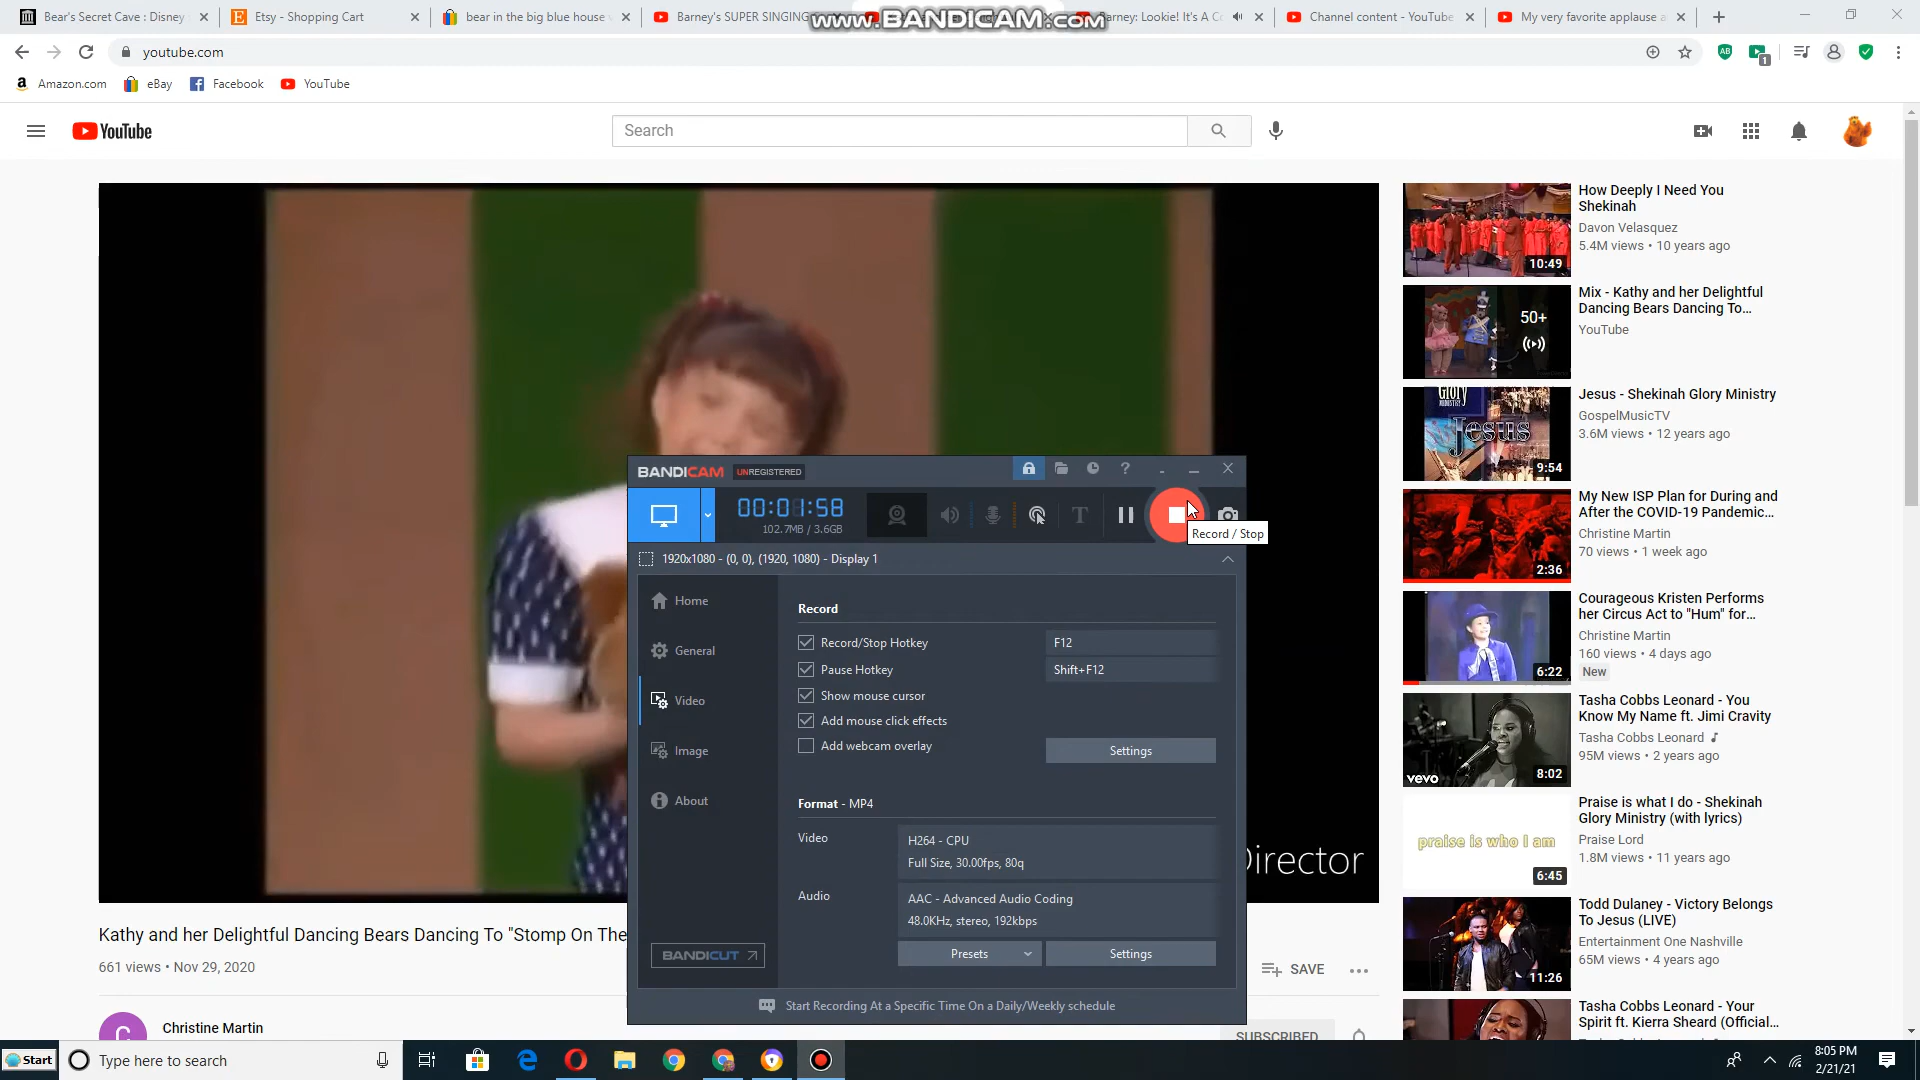 Bear's Secret Cave : Disney
Etsy - Shopping Cart
bear in the big blue house
Barney's SUPER SINGING
www.BANDICAM.com
Barney: Lookie! It's A C
Channel content - YouTube
My very favorite applause a
youtube.com
1
Amazon.com
eBay
Facebook
YouTube
YouTube
Search
How Deeply I Need You
Shekinah
Davon Velasquez
5.4M views • 10 years ago
10:49
Mix - Kathy and her Delightful
Dancing Bears Dancing To...
YouTube
50+
Jesus - Shekinah Glory Ministry
GospelMusicTV
3.6M views • 12 years ago
9:54
My New ISP Plan for During and
After the COVID-19 Pandemic...
Christine Martin
70 views • 1 week ago
2:36
Courageous Kristen Performs
her Circus Act to "Hum" for...
Christine Martin
160 views • 4 days ago
New
6:22
Tasha Cobbs Leonard - You
Know My Name ft. Jimi Cravity
Tasha Cobbs Leonard
95M views • 2 years ago
vevo
8:02
Praise is what I do - Shekinah
Glory Ministry (with lyrics)
Praise Lord
1.8M views • 11 years ago
praise is who I am
6:45
Todd Dulaney - Victory Belongs
To Jesus (LIVE)
Entertainment One Nashville
65M views • 4 years ago
11:26
Tasha Cobbs Leonard - Your
Spirit ft. Kierra Sheard (Official...
BANDICAM UNREGISTERED
00:01:58
102.7MB / 3.6GB
Record / Stop
1920x1080 - (0, 0), (1920, 1080) - Display 1
Home
General
Video
Image
About
BANDICUT
Record
Record/Stop Hotkey
F12
Pause Hotkey
Shift+F12
Show mouse cursor
Add mouse click effects
Add webcam overlay
Settings
Format - MP4
Video
H264 - CPU
Full Size, 30.00fps, 80q
Audio
AAC - Advanced Audio Coding
48.0KHz, stereo, 192kbps
Presets
Settings
Start Recording At a Specific Time On a Daily/Weekly schedule
Director
Kathy and her Delightful Dancing Bears Dancing To "Stomp On The
661 views • Nov 29, 2020
SAVE
C
Christine Martin
SUBSCRIBED
Start
Type here to search
8:05 PM
2/21/21